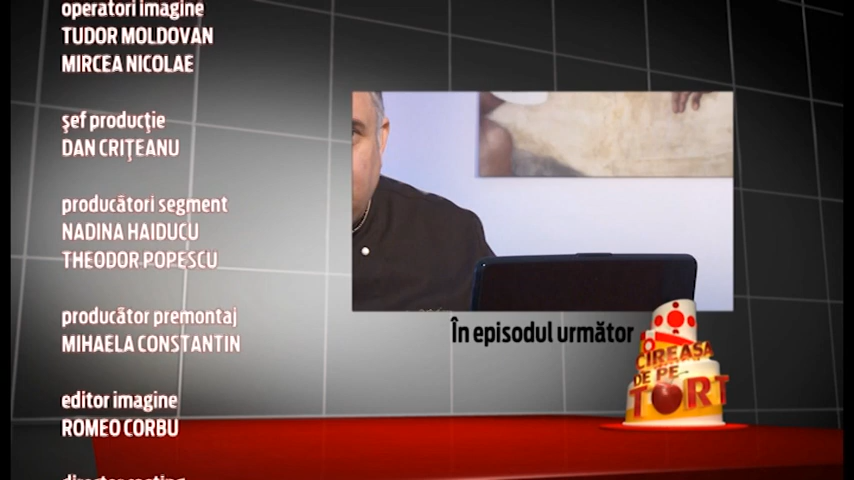 operatori imagine
TUDOR MOLDOVAN
MIRCEA NICOLAE
şef producţie
DAN CRIŢEANU
producători segment
NADINA HAIDUCU
THEODOR POPESCU
producător premontaj
MIHAELA CONSTANTIN
editor imagine
ROMEO CORBU
În episodul următor
CIREAȘA
DE PE
TORT